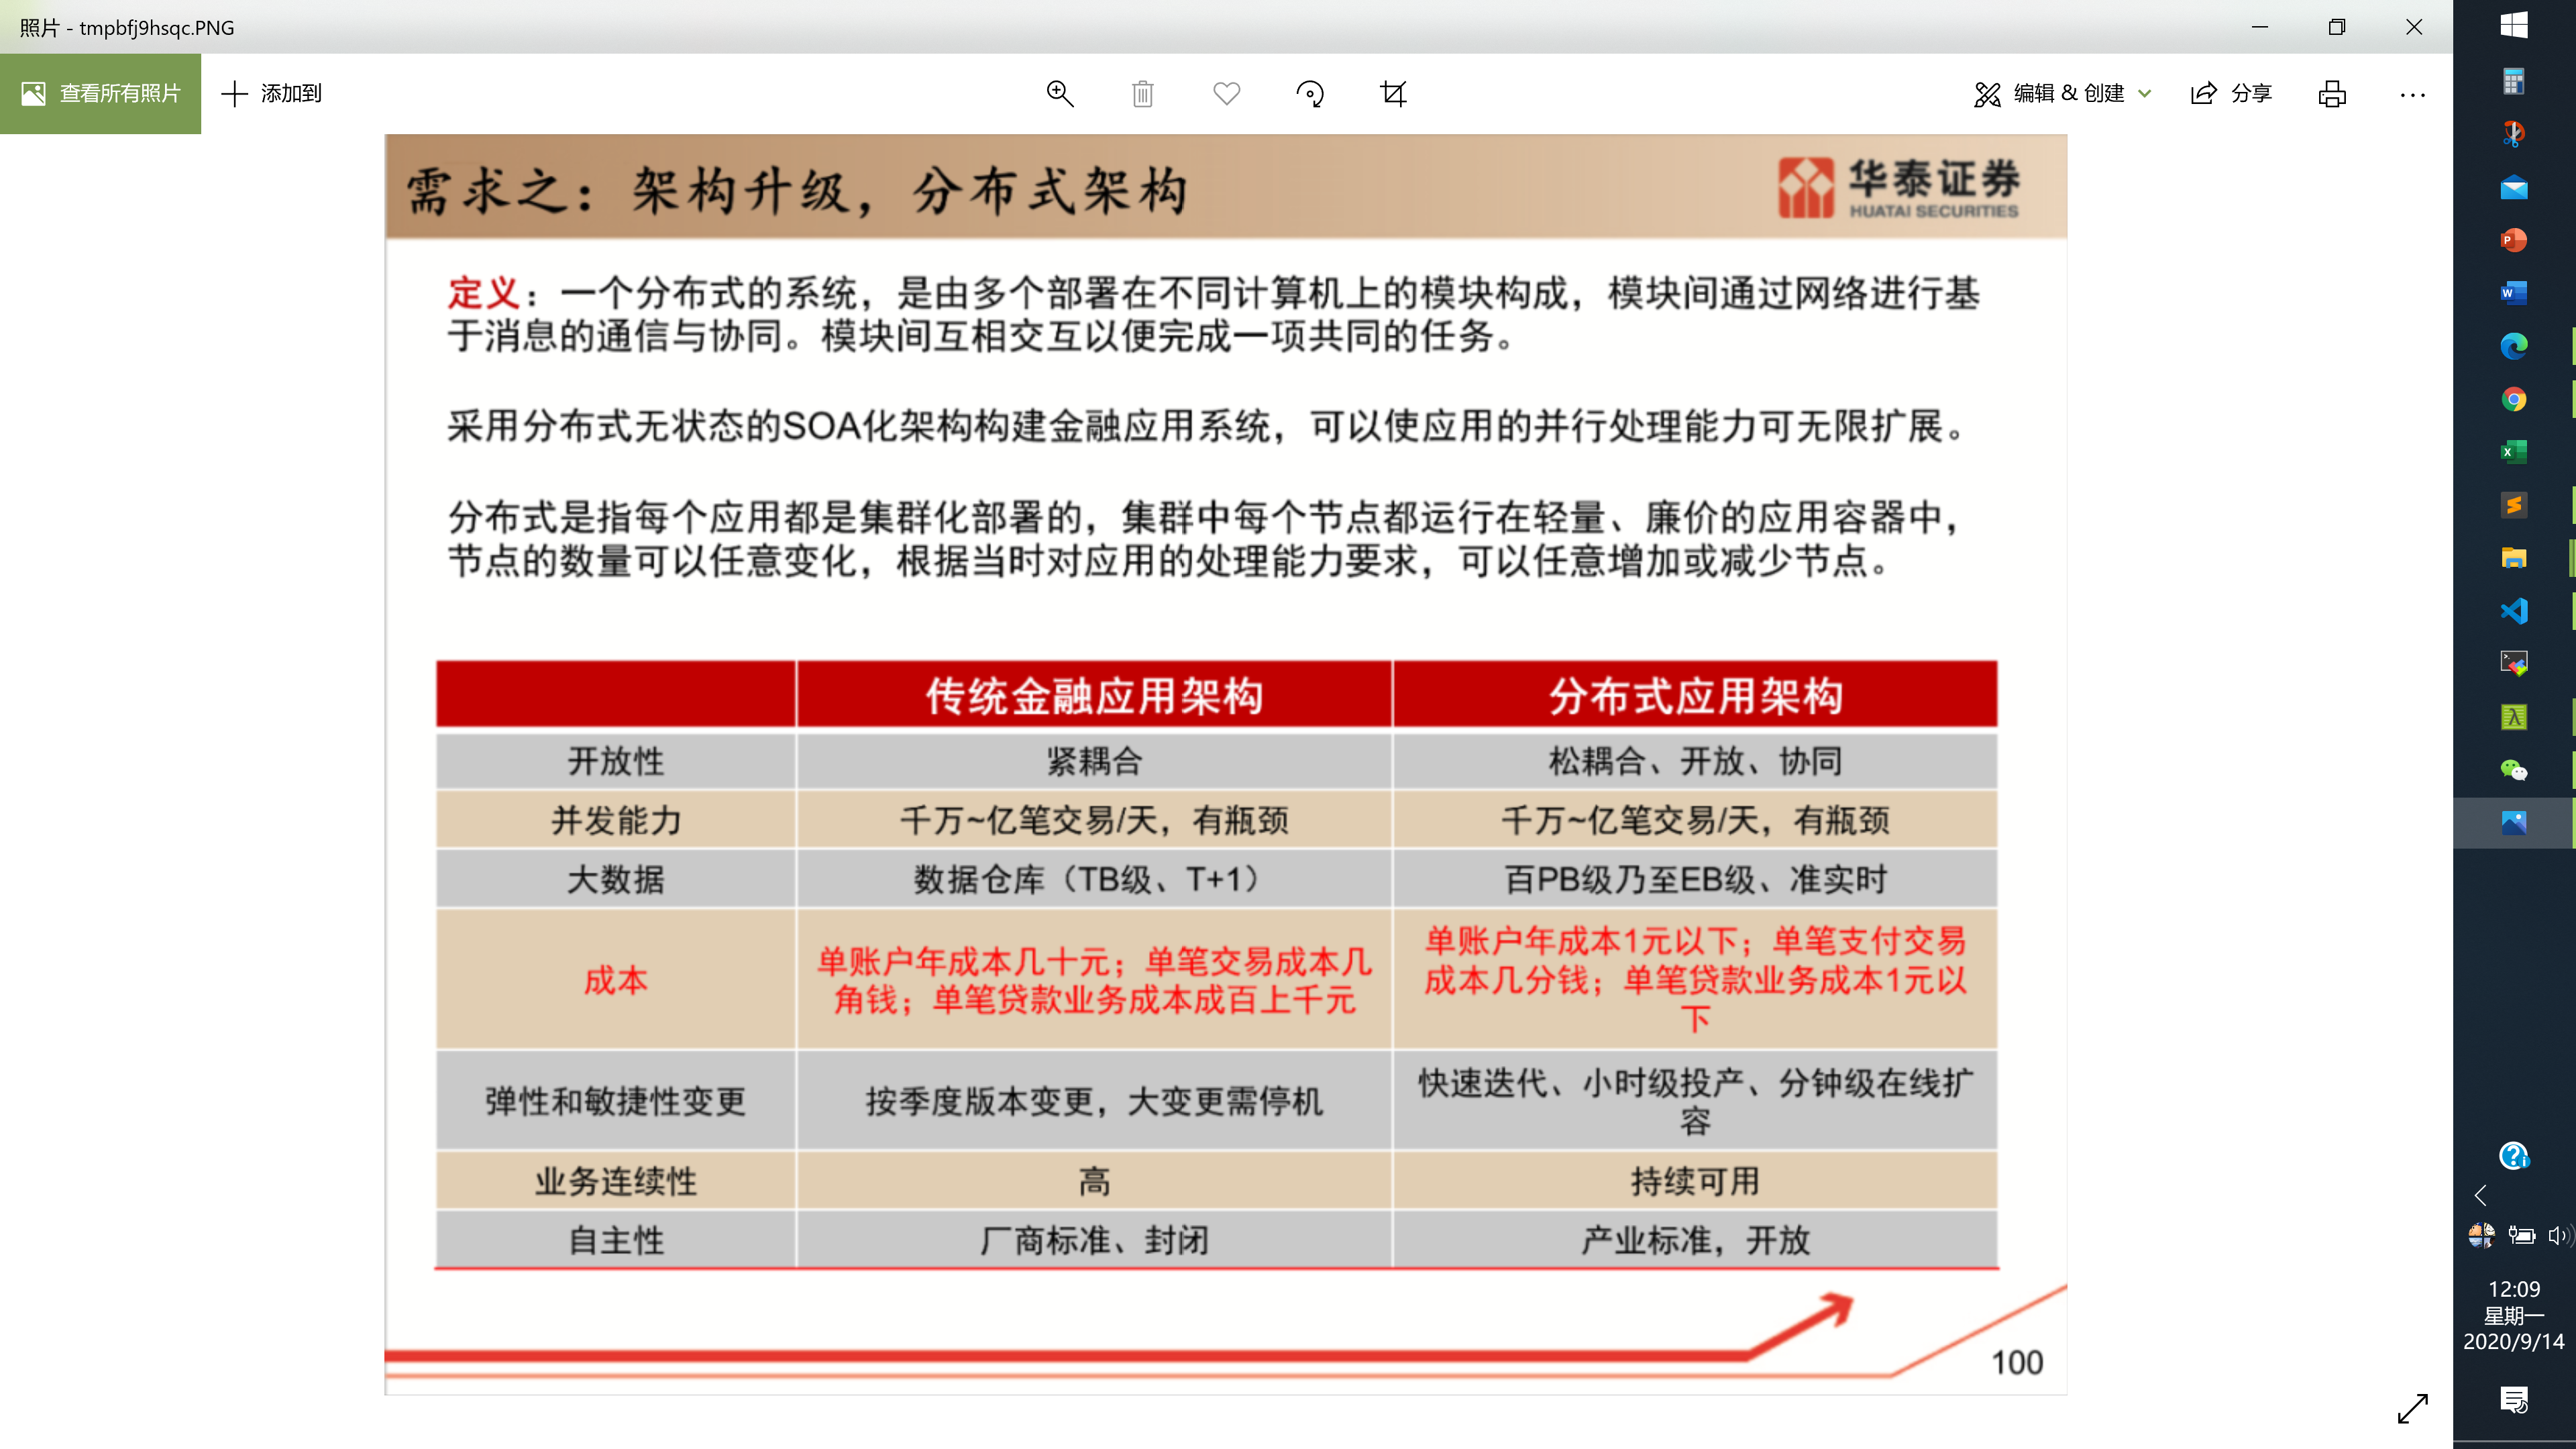 照片 - tmpbfj9hsqc.PNG
查看所有照片
添加到
编辑 & 创建
分享
需求之：架构升级，分布式架构
华泰证券
HUATAI SECURITIES
定义：一个分布式的系统，是由多个部署在不同计算机上的模块构成，模块间通过网络进行基
于消息的通信与协同。模块间互相交互以便完成一项共同的任务。
采用分布式无状态的SOA化架构构建金融应用系统，可以使应用的并行处理能力可无限扩展。
分布式是指每个应用都是集群化部署的，集群中每个节点都运行在轻量、廉价的应用容器中，
节点的数量可以任意变化，根据当时对应用的处理能力要求，可以任意增加或减少节点。
传统金融应用架构 分布式应用架构
开放性 紧耦合 松耦合、开放、协同
并发能力 千万~亿笔交易/天，有瓶颈 千万~亿笔交易/天，有瓶颈
大数据 数据仓库（TB级、T+1） 百PB级乃至EB级、准实时
成本
单账户年成本几十元；单笔交易成本几
角钱；单笔贷款业务成本成百上千元
单账户年成本1元以下；单笔支付交易
成本几分钱；单笔贷款业务成本1元以
下
弹性和敏捷性变更
按季度版本变更，大变更需停机
快速迭代、小时级投产、分钟级在线扩
容
业务连续性 高 持续可用
自主性 厂商标准、封闭 产业标准，开放
100
12:09
星期一
2020/9/14